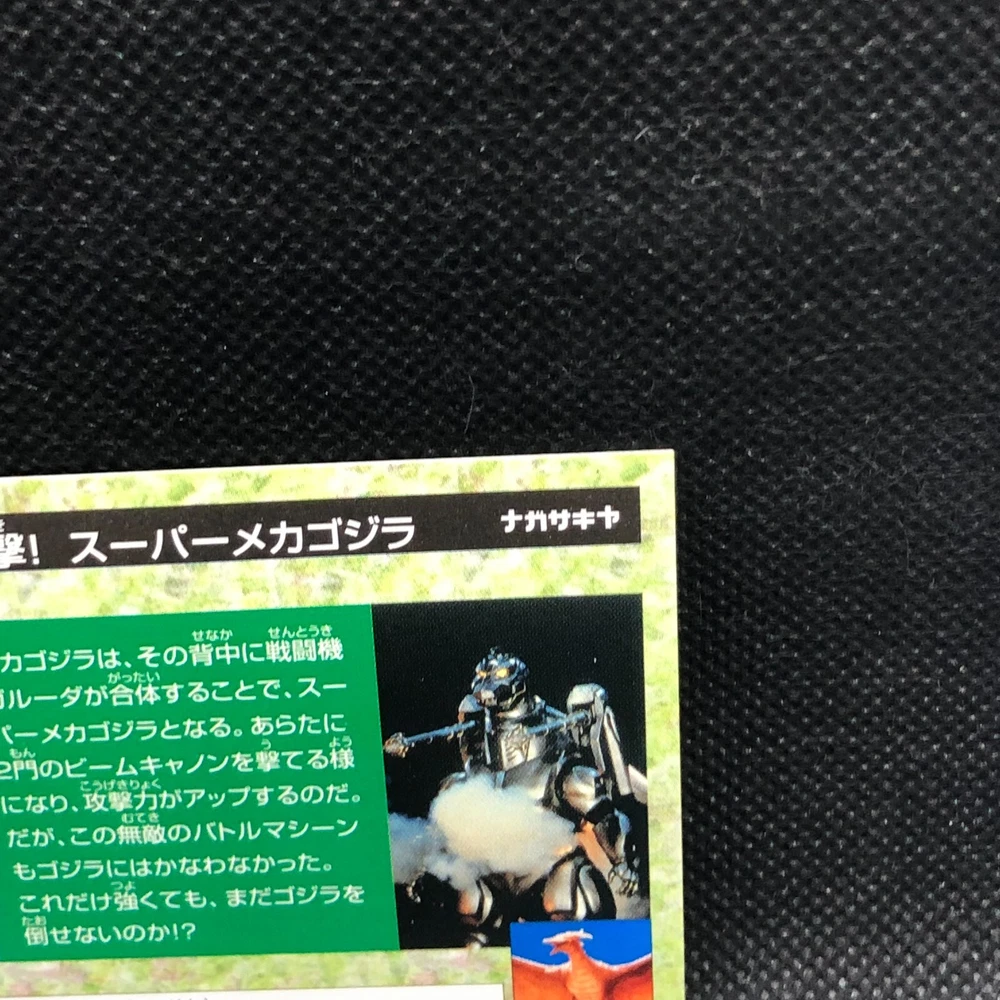 撃! スーパーメカゴジラ
ナガサキヤ
カゴジラは、その背中に戦闘機
ガルーダが合体することで、スー
パーメカゴジラとなる。あらたに
2門のビームキャノンを撃てる様
になり、攻撃力がアップするのだ。
だが、この無敵のバトルマシーン
もゴジラにはかなわなかった。
これだけ強くても、まだゴジラを
倒せないのか!?